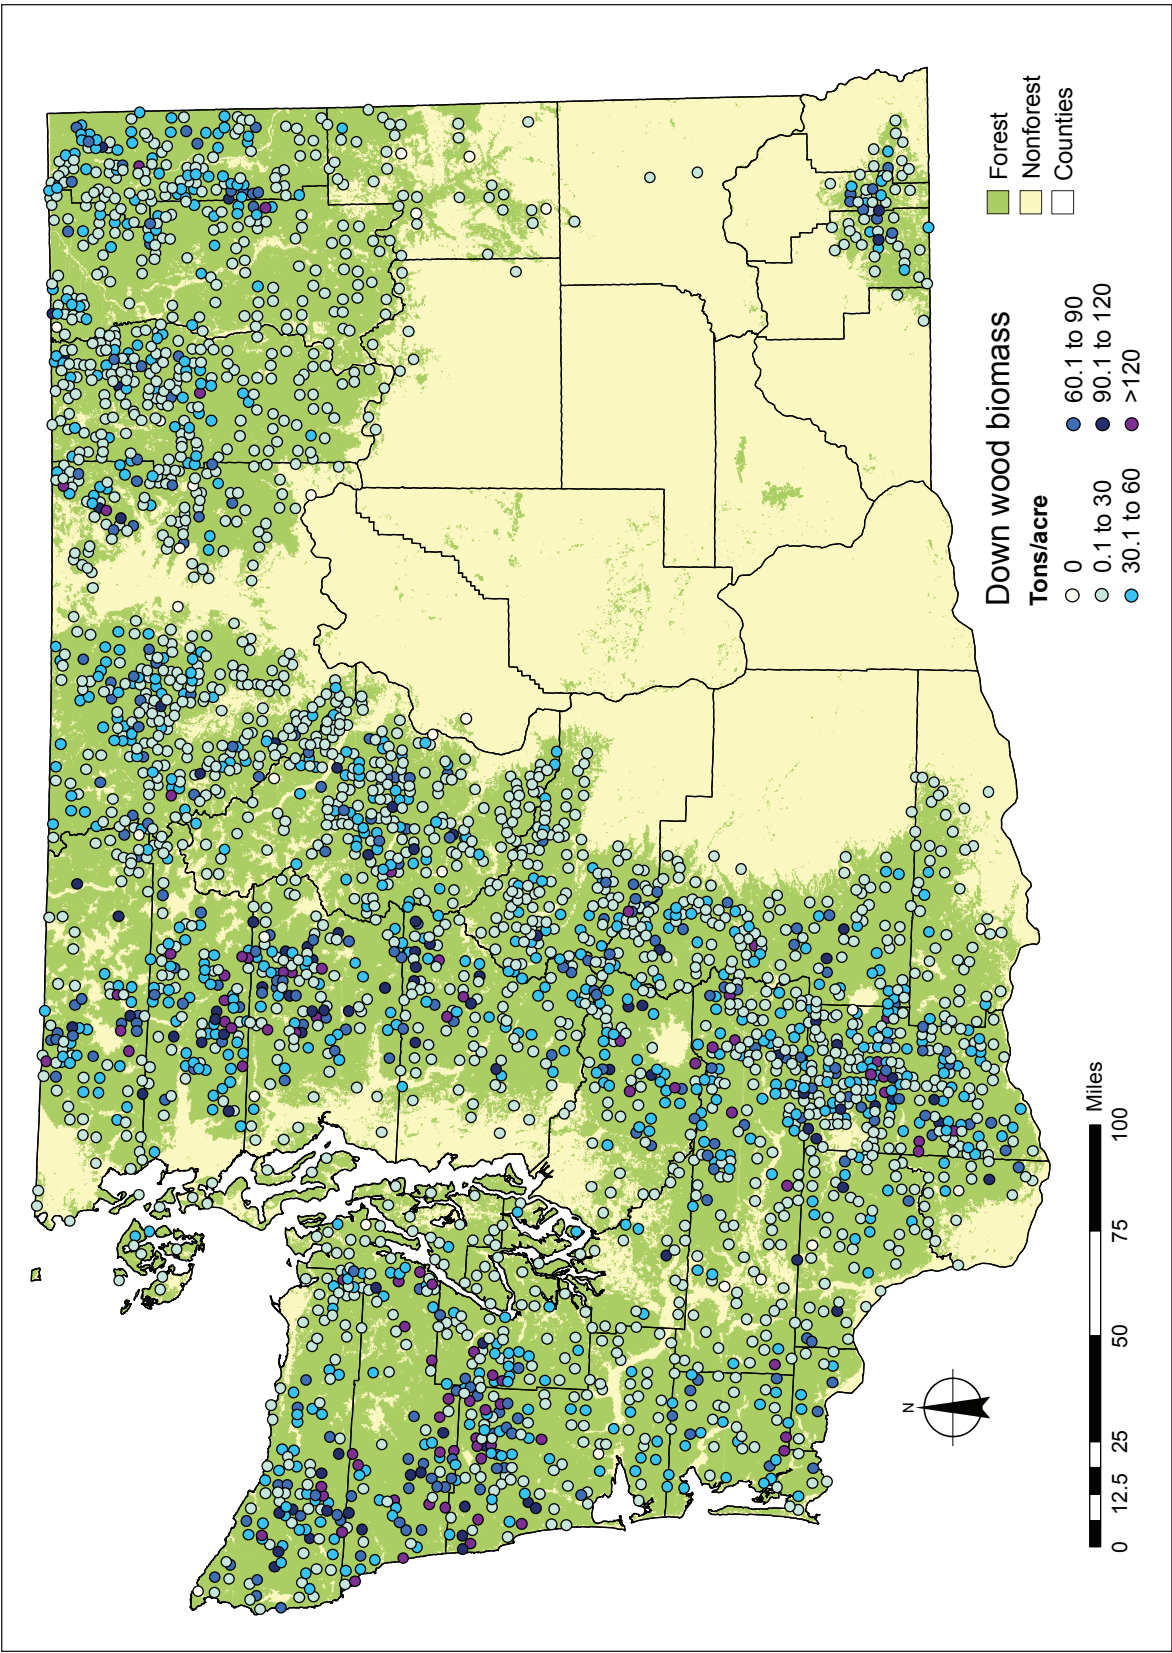 Forest
Nonforest
Counties
Down wood biomass
Tons/acre
0
0.1 to 30
30.1 to 60
60.1 to 90
90.1 to 120
>120
N
0 12.5 25 50 75 100
Miles